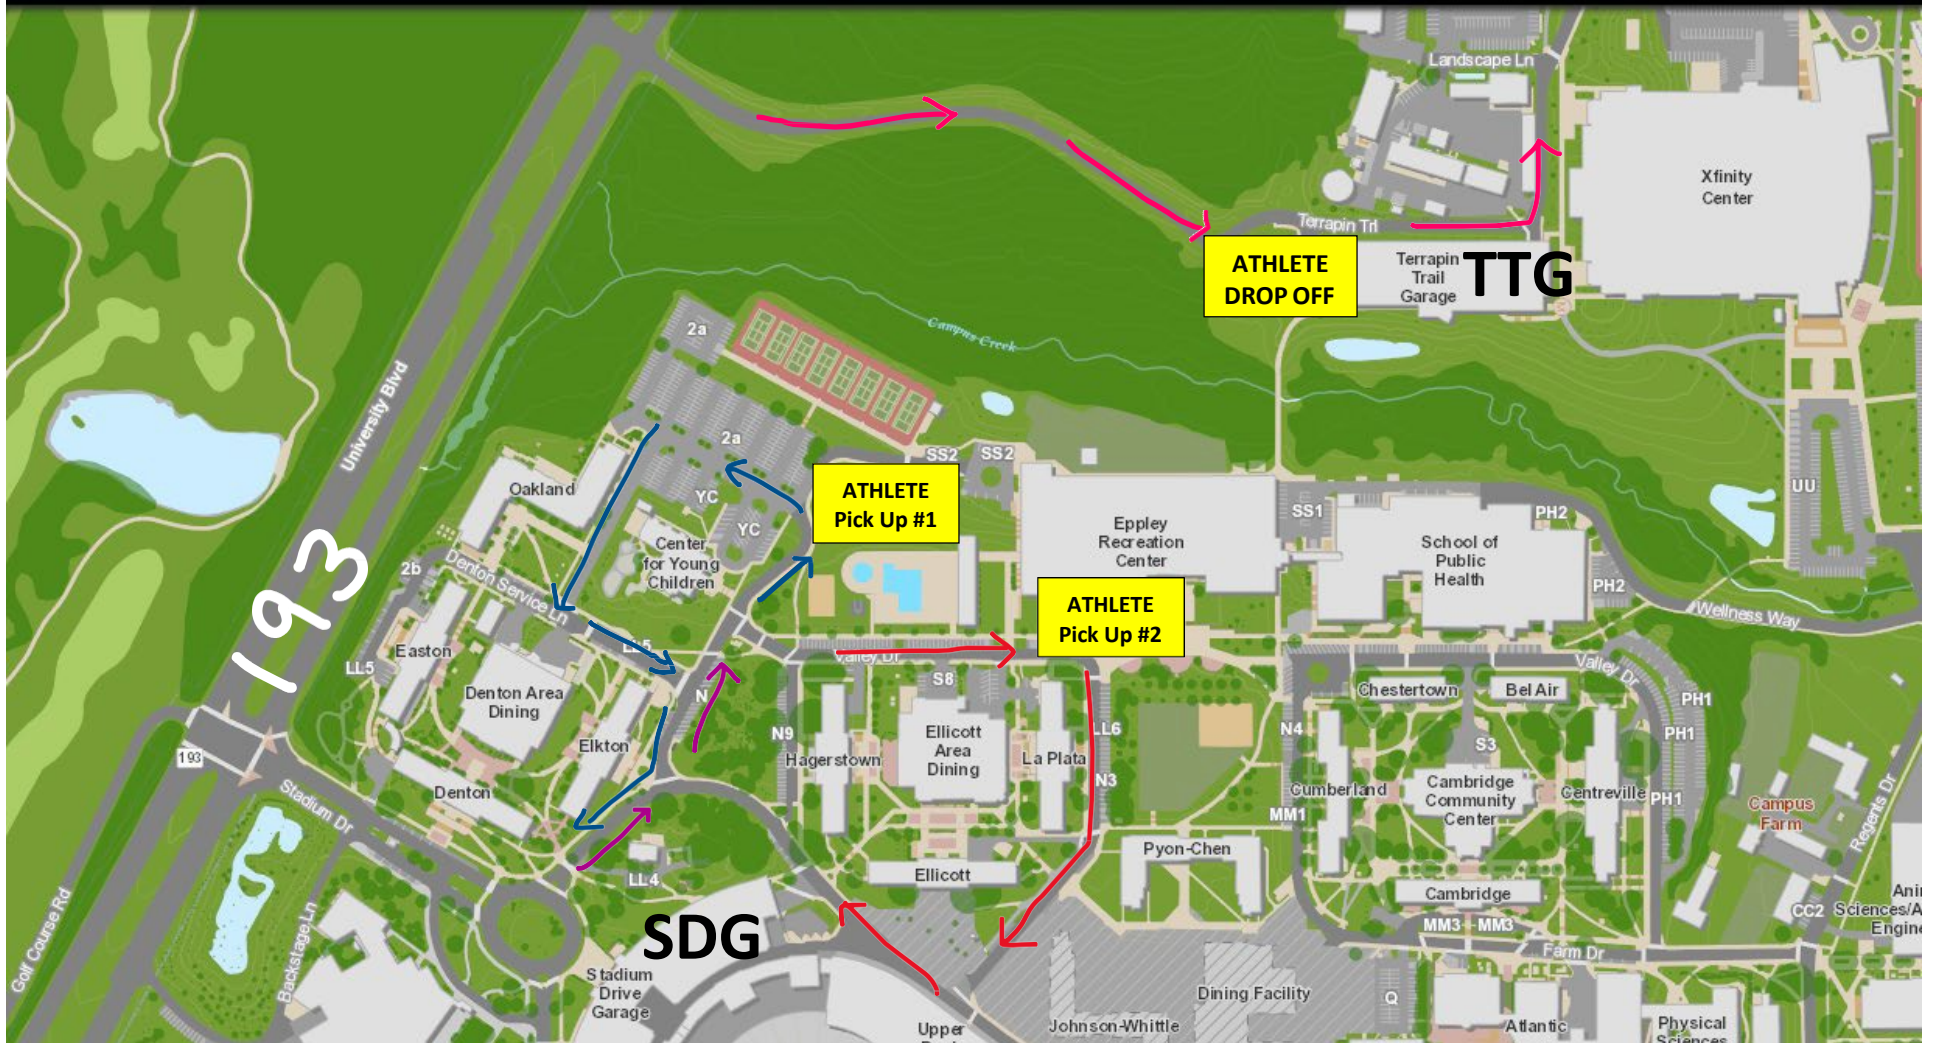 Landscape Ln
Xfinity
Center
Terrapin Trl
ATHLETE
DROP OFF
Terrapin
Trail
Garage
TTG
Campus Creek
University Blvd
2a
2a
SS2
SS2
ATHLETE
Pick Up #1
Oakland
YC
YC
Center
for Young
Children
Eppley
Recreation
Center
SS1
School of
Public
Health
PH2
PH2
UU
Wellness Way
193
2b
Denton Service Ln
LL5
LL5
Easton
Denton Area
Dining
Elkton
Denton
N
ATHLETE
Pick Up #2
Valley Dr
S8
N9
Hagerstown
Ellicott
Area
Dining
La Plata
LL6
N3
N4
Chestertown
Bel Air
Valley Dr
PH1
PH1
PH1
S3
Cumberland
Cambridge
Community
Center
Centreville
MM1
Campus
Farm
Regents Dr
193
Stadium Dr
LL4
Ellicott
Pyon-Chen
Cambridge
MM3
MM3
CC2
Farm Dr
Golf Course Rd
Backstage Ln
SDG
Stadium
Drive
Garage
Dining Facility
Johnson-Whittle
Q
Upper
Atlantic
Physical
Sciences